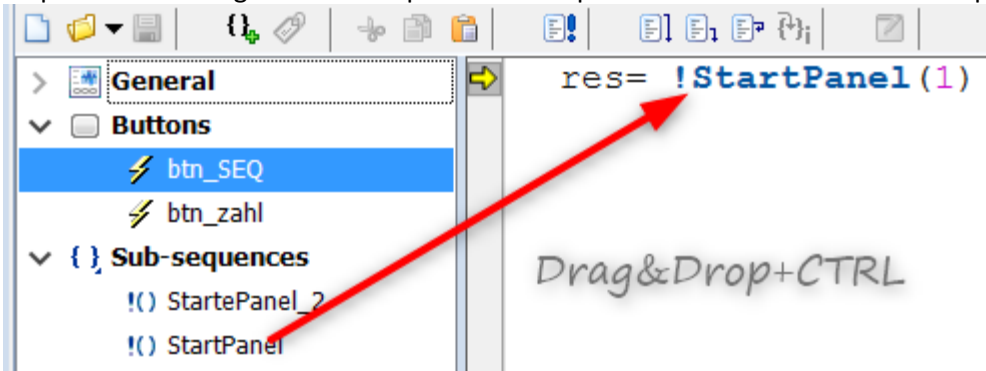 General
res= !StartPanel(1)
Buttons
btn_SEQ
btn_zahl
{ } Sub-sequences
Drag&Drop+CTRL
!() StartePanel_2
!() StartPanel